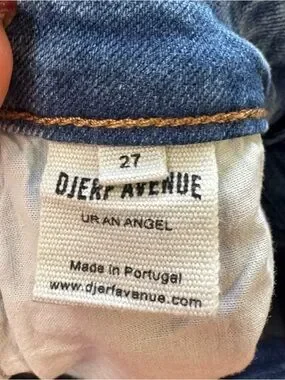 27
DJERF AVENUE
UR AN ANGEL
Made in Portugal
www.djerfavenue.com